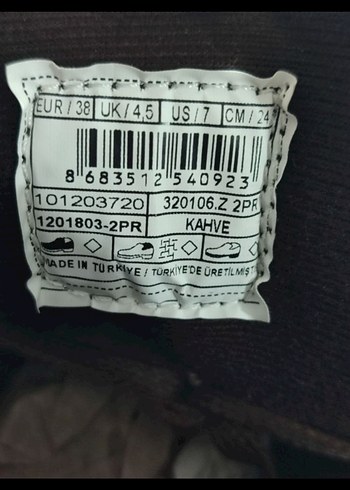 EUR / 38 UK / 4,5 US / 7 CM / 24
8 683512 540923
101203720 320106.Z 2PR
1201803-2PR KAHVE
MADE IN TÜRKİYE / TÜRKİYE'DE ÜRETİLMİŞT